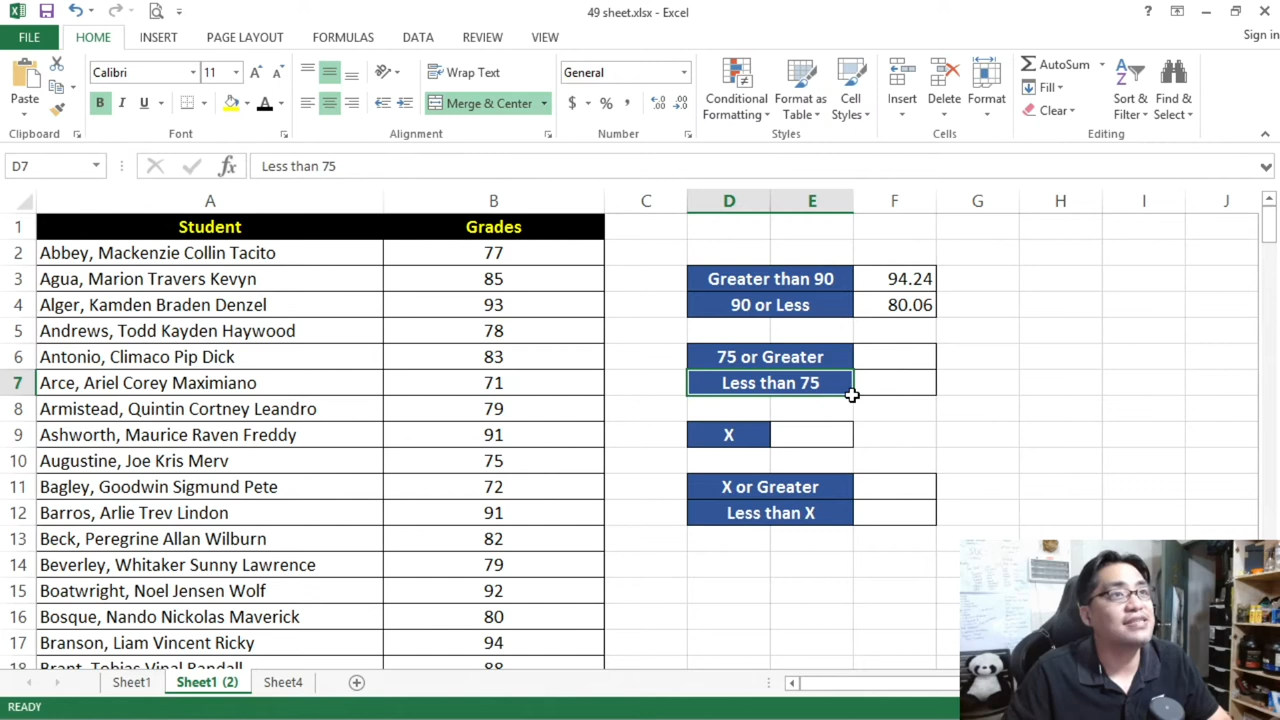 49 sheet.xlsx - Excel
Sign in
FILE HOME INSERT PAGE LAYOUT FORMULAS DATA REVIEW VIEW
Paste
Calibri 11
B I U
Wrap Text
Merge & Center
General
$ % ,
Conditional Formatting
Format as Table
Cell Styles
Insert Delete Format
AutoSum
Fill
Clear
Sort & Filter
Find & Select
Clipboard Font Alignment Number Styles Cells Editing
D7 fx Less than 75
A B C D E F G H I J
1 Student Grades
2 Abbey, Mackenzie Collin Tacito 77
3 Agua, Marion Travers Kevyn 85 Greater than 90 94.24
4 Alger, Kamden Braden Denzel 93 90 or Less 80.06
5 Andrews, Todd Kayden Haywood 78
6 Antonio, Climaco Pip Dick 83 75 or Greater
7 Arce, Ariel Corey Maximiano 71 Less than 75
8 Armistead, Quintin Cortney Leandro 79
9 Ashworth, Maurice Raven Freddy 91 X
10 Augustine, Joe Kris Merv 75
11 Bagley, Goodwin Sigmund Pete 72 X or Greater
12 Barros, Arlie Trev Lindon 91 Less than X
13 Beck, Peregrine Allan Wilburn 82
14 Beverley, Whitaker Sunny Lawrence 79
15 Boatwright, Noel Jensen Wolf 92
16 Bosque, Nando Nickolas Maverick 80
17 Branson, Liam Vincent Ricky 94
18 Brant, Tobias Vipal Randall 88
Sheet1 Sheet1 (2) Sheet4
READY